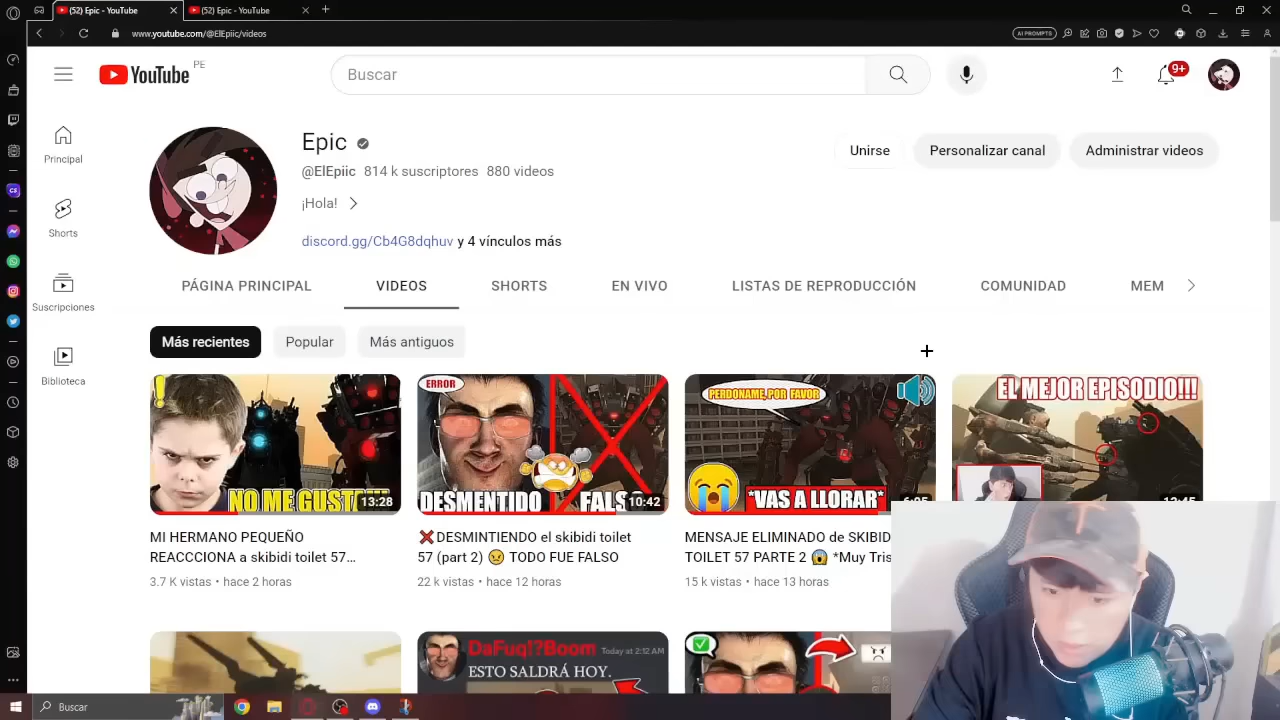 (52) Epic - YouTube
(52) Epic - YouTube
www.youtube.com/@ElEpiic/videos
AI PROMPTS
YouTube PE
Buscar
9+
Principal
Shorts
Suscripciones
Biblioteca
Epic
@ElEpiic 814 k suscriptores 880 videos
¡Hola!
discord.gg/Cb4G8dqhuv y 4 vínculos más
Unirse
Personalizar canal
Administrar videos
PÁGINA PRINCIPAL
VIDEOS
SHORTS
EN VIVO
LISTAS DE REPRODUCCIÓN
COMUNIDAD
MEM
Más recientes
Popular
Más antiguos
!
13:28
MI HERMANO PEQUEÑO
REACCCIONA a skibidi toilet 57...
3.7 K vistas • hace 2 horas
ERROR
DESMENTIDO
10:42
❌DESMINTIENDO el skibidi toilet
57 (part 2) 😠 TODO FUE FALSO
22 k vistas • hace 12 horas
PERDONAME, POR FAVOR
*VAS A LLORAR*
MENSAJE ELIMINADO de SKIBID
TOILET 57 PARTE 2 😱 *Muy Tris
15 k vistas • hace 13 horas
EL MEJOR EPISODIO!!!
DaFuq!?Boom Today at 2:12 AM
ESTO SALDRÁ HOY.
Buscar